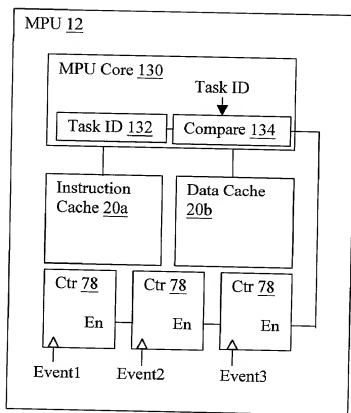 MPU 12
MPU Core 130
Task ID
Task ID 132
Compare 134
Instruction
Cache 20a
Data Cache
20b
Ctr 78
Ctr 78
Ctr 78
En
En
En
Event1
Event2
Event3